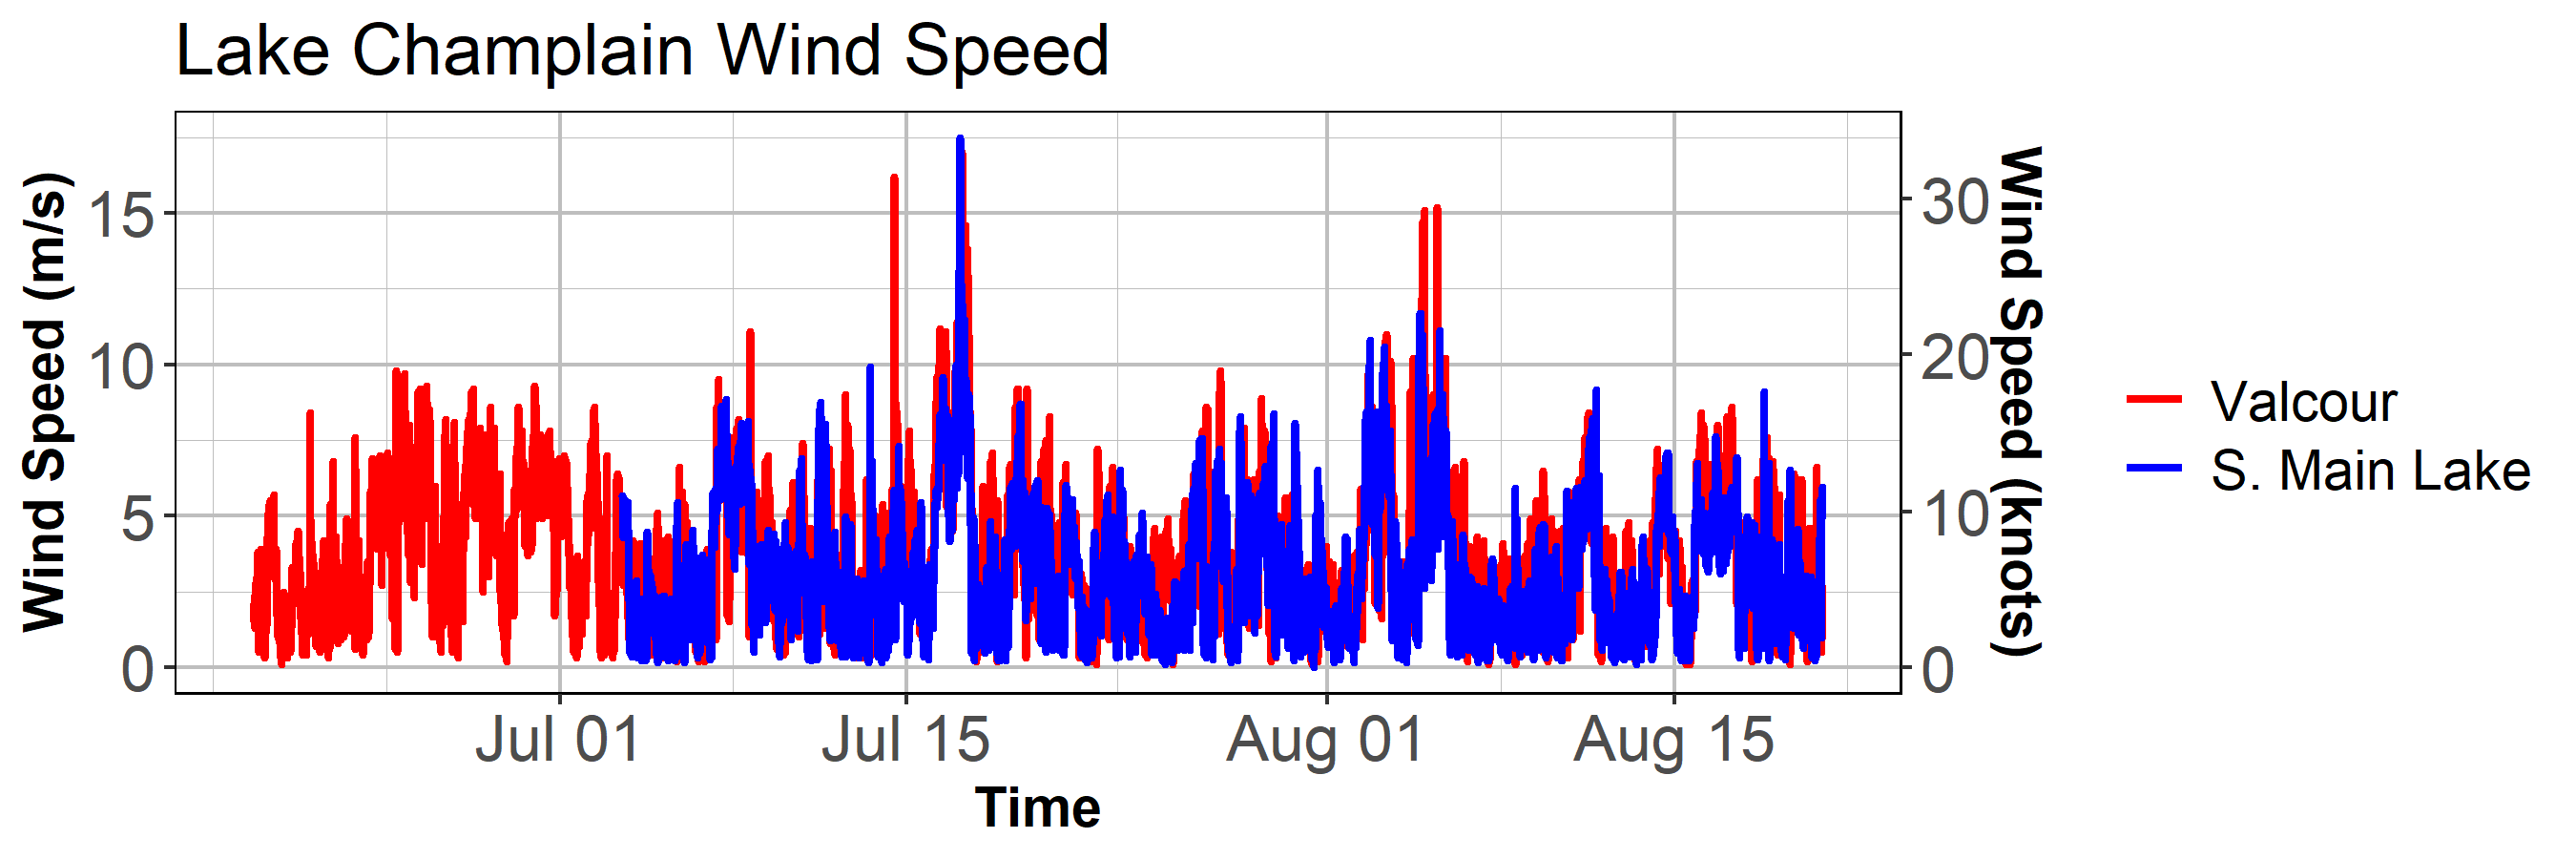 Lake Champlain Wind Speed
Wind Speed (m/s)
15
10
5
0
30
20
10
0
Wind Speed (knots)
Jul 01
Jul 15
Aug 01
Aug 15
Time
Valcour
S. Main Lake